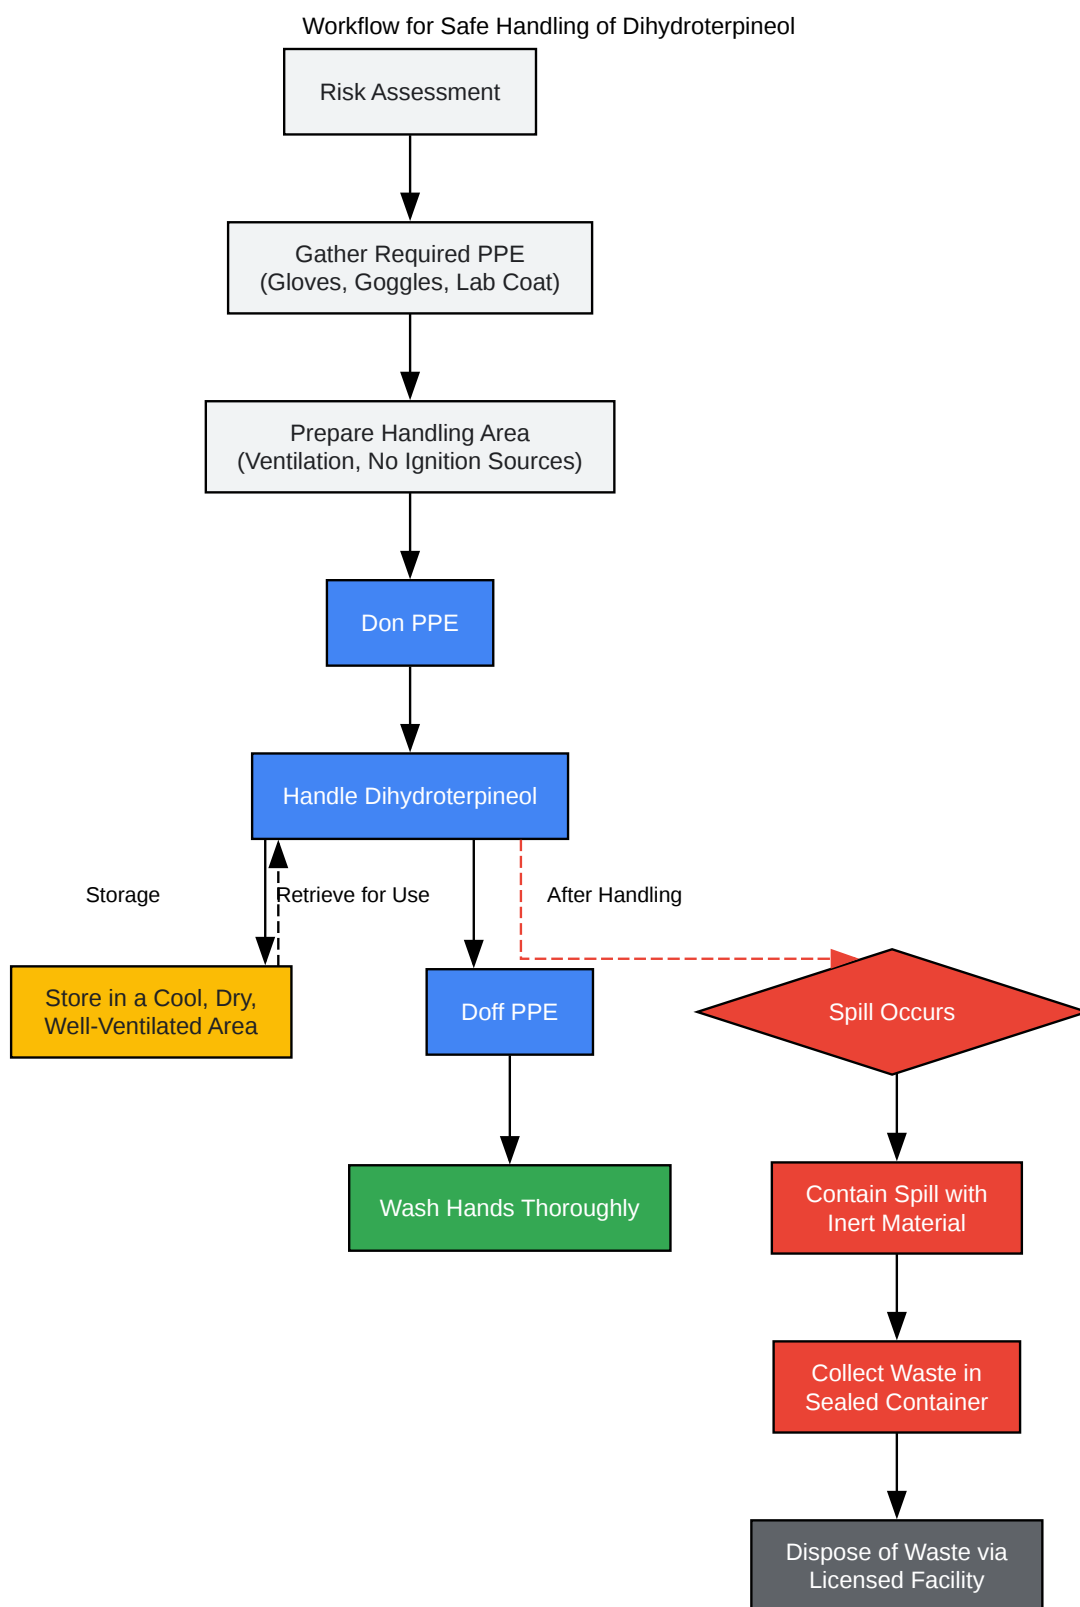 Workflow for Safe Handling of Dihydroterpineol
Risk Assessment
Gather Required PPE
(Gloves, Goggles, Lab Coat)
Prepare Handling Area
(Ventilation, No Ignition Sources)
Don PPE
Handle Dihydroterpineol
Storage
Retrieve for Use
After Handling
Store in a Cool, Dry,
Well-Ventilated Area
Doff PPE
Spill Occurs
Wash Hands Thoroughly
Contain Spill with
Inert Material
Collect Waste in
Sealed Container
Dispose of Waste via
Licensed Facility